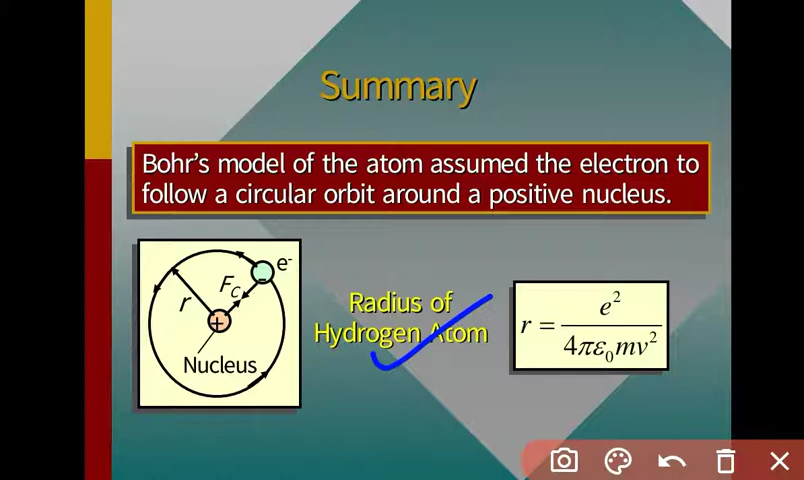 Summary
Bohr's model of the atom assumed the electron to
follow a circular orbit around a positive nucleus.
e-
F_C
r
+
Nucleus
Radius of
Hydrogen Atom
r = e² / 4πε₀mv²